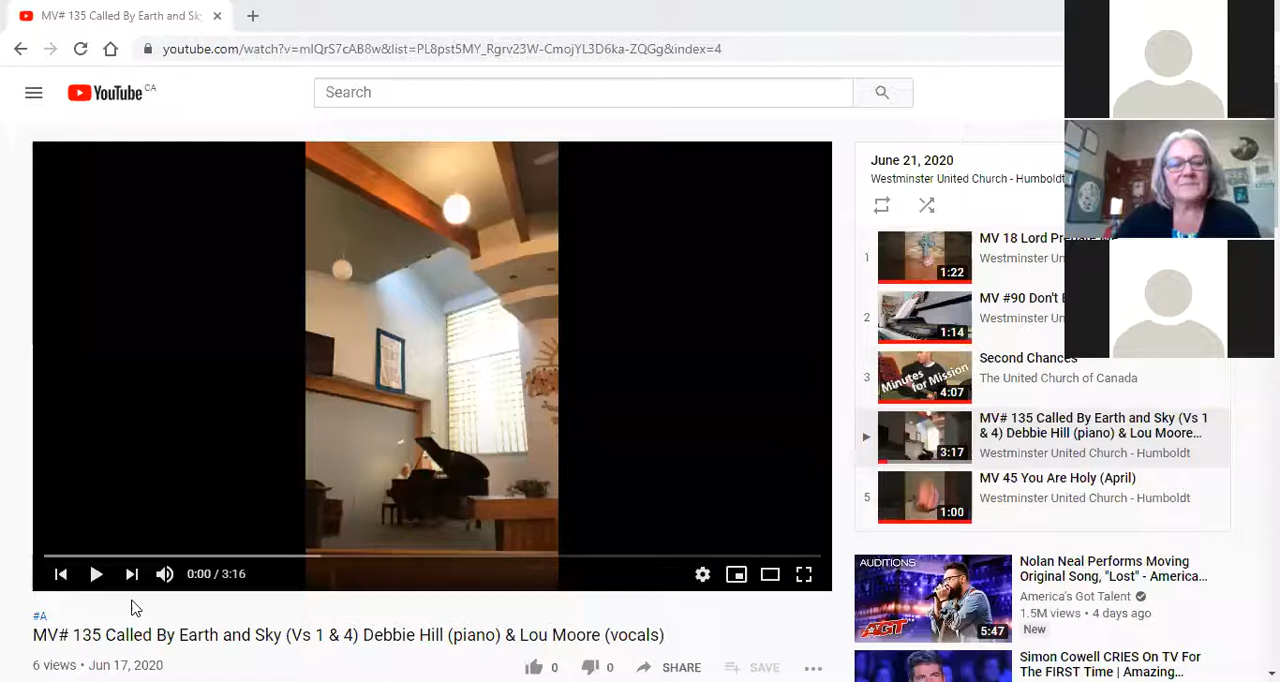 MV# 135 Called By Earth and Sky
youtube.com/watch?v=mIQrS7cAB8w&list=PL8pst5MY_Rgrv23W-CmojYL3D6ka-ZQGg&index=4
YouTube CA
Search
June 21, 2020
Westminster United Church - Humboldt
1
MV 18 Lord
1:22
Westminster Un
2
MV #90 Don't
1:14
Westminster Un
3
Second Chances
Minutes for Mission
The United Church of Canada
4:07
MV# 135 Called By Earth and Sky (Vs 1
& 4) Debbie Hill (piano) & Lou Moore...
3:17
Westminster United Church - Humboldt
5
MV 45 You Are Holy (April)
Westminster United Church - Humboldt
1:00
0:00 / 3:16
#A
MV# 135 Called By Earth and Sky (Vs 1 & 4) Debbie Hill (piano) & Lou Moore (vocals)
6 views • Jun 17, 2020
0
0
SHARE
SAVE
AUDITIONS
AGT
5:47
Nolan Neal Performs Moving
Original Song, "Lost" - America...
America's Got Talent
1.5M views • 4 days ago
New
Simon Cowell CRIES On TV For
The FIRST Time | Amazing...